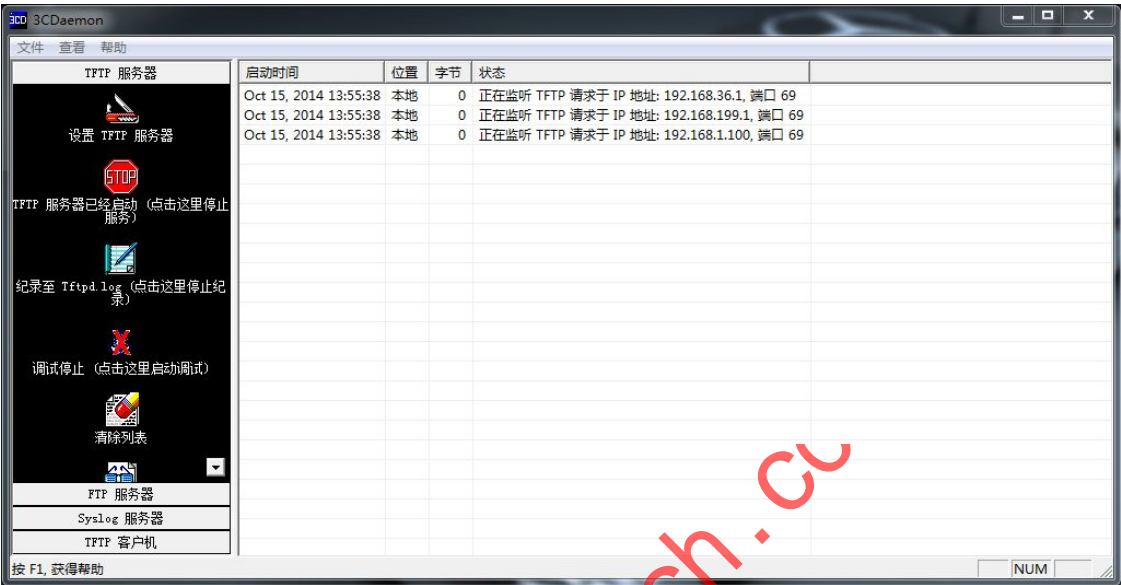 3CD 3CDaemon
文件 查看 帮助
TFTP 服务器
设置 TFTP 服务器
STOP
TFTP 服务器已经启动 (点击这里停止
服务)
纪录至 Tftpd.log (点击这里停止纪
录)
调试停止 (点击这里启动调试)
清除列表
FTP 服务器
Syslog 服务器
TFTP 客户机
启动时间 位置 字节 状态
Oct 15, 2014 13:55:38 本地 0 正在监听 TFTP 请求于 IP 地址: 192.168.36.1, 端口 69
Oct 15, 2014 13:55:38 本地 0 正在监听 TFTP 请求于 IP 地址: 192.168.199.1, 端口 69
Oct 15, 2014 13:55:38 本地 0 正在监听 TFTP 请求于 IP 地址: 192.168.1.100, 端口 69
按 F1, 获得帮助
NUM